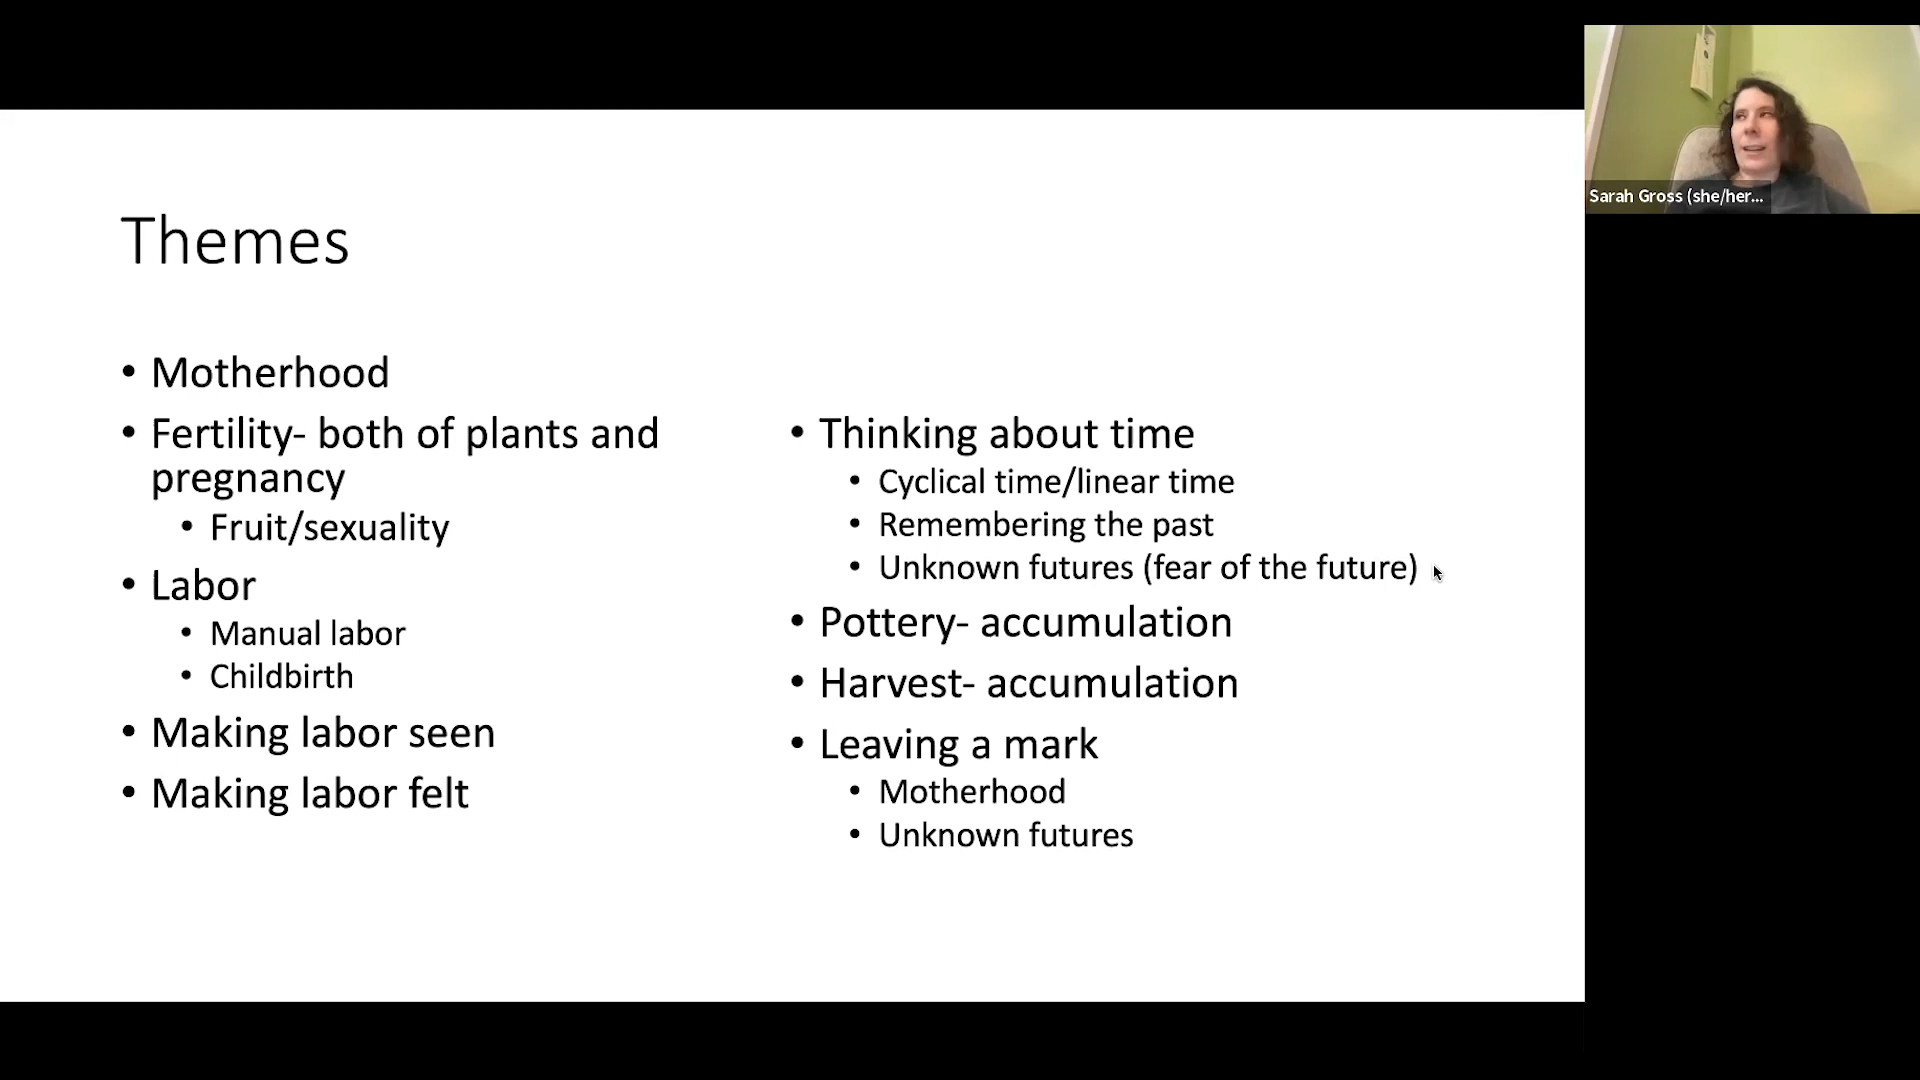 Themes
• Motherhood
• Fertility- both of plants and
pregnancy
• Fruit/sexuality
• Labor
• Manual labor
• Childbirth
• Making labor seen
• Making labor felt
• Thinking about time
• Cyclical time/linear time
• Remembering the past
• Unknown futures (fear of the future)
• Pottery- accumulation
• Harvest- accumulation
• Leaving a mark
• Motherhood
• Unknown futures
Sarah Gross (she/her...